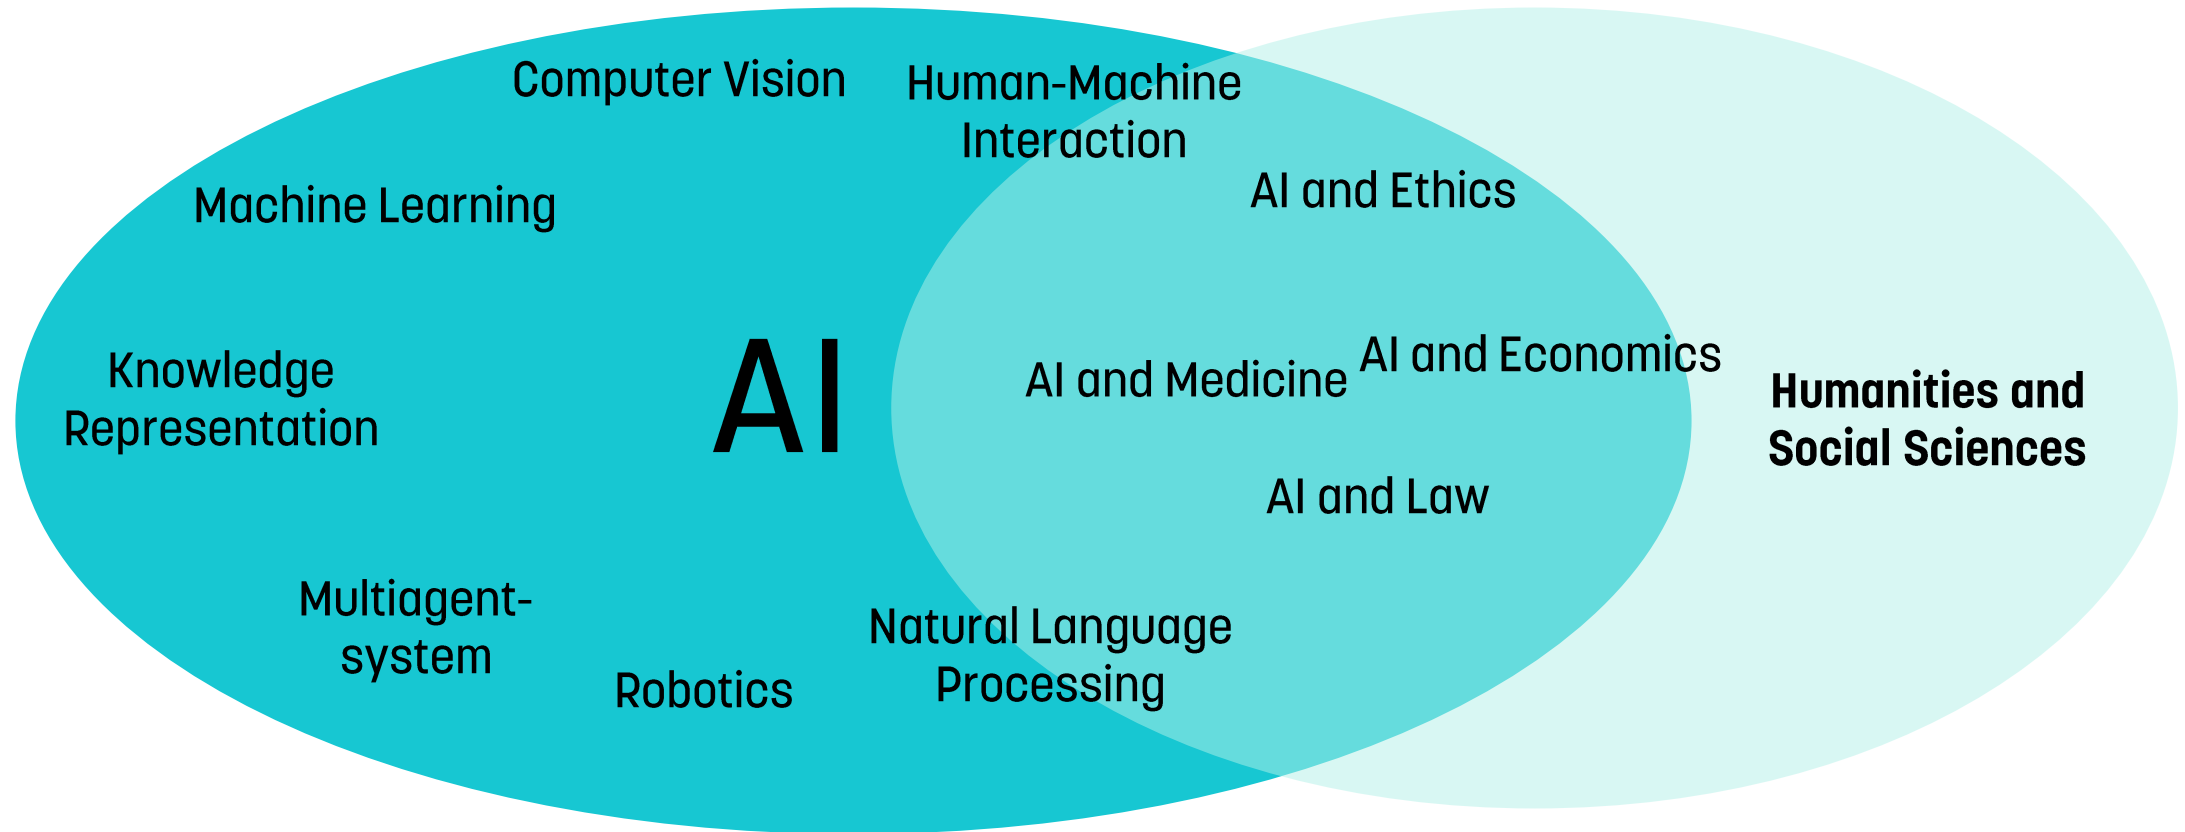 Computer Vision
Human-Machine
Interaction
AI and Ethics
Machine Learning
Knowledge
Representation
AI
AI and Medicine
AI and Economics
Humanities and
Social Sciences
AI and Law
Multiagent-
system
Robotics
Natural Language
Processing